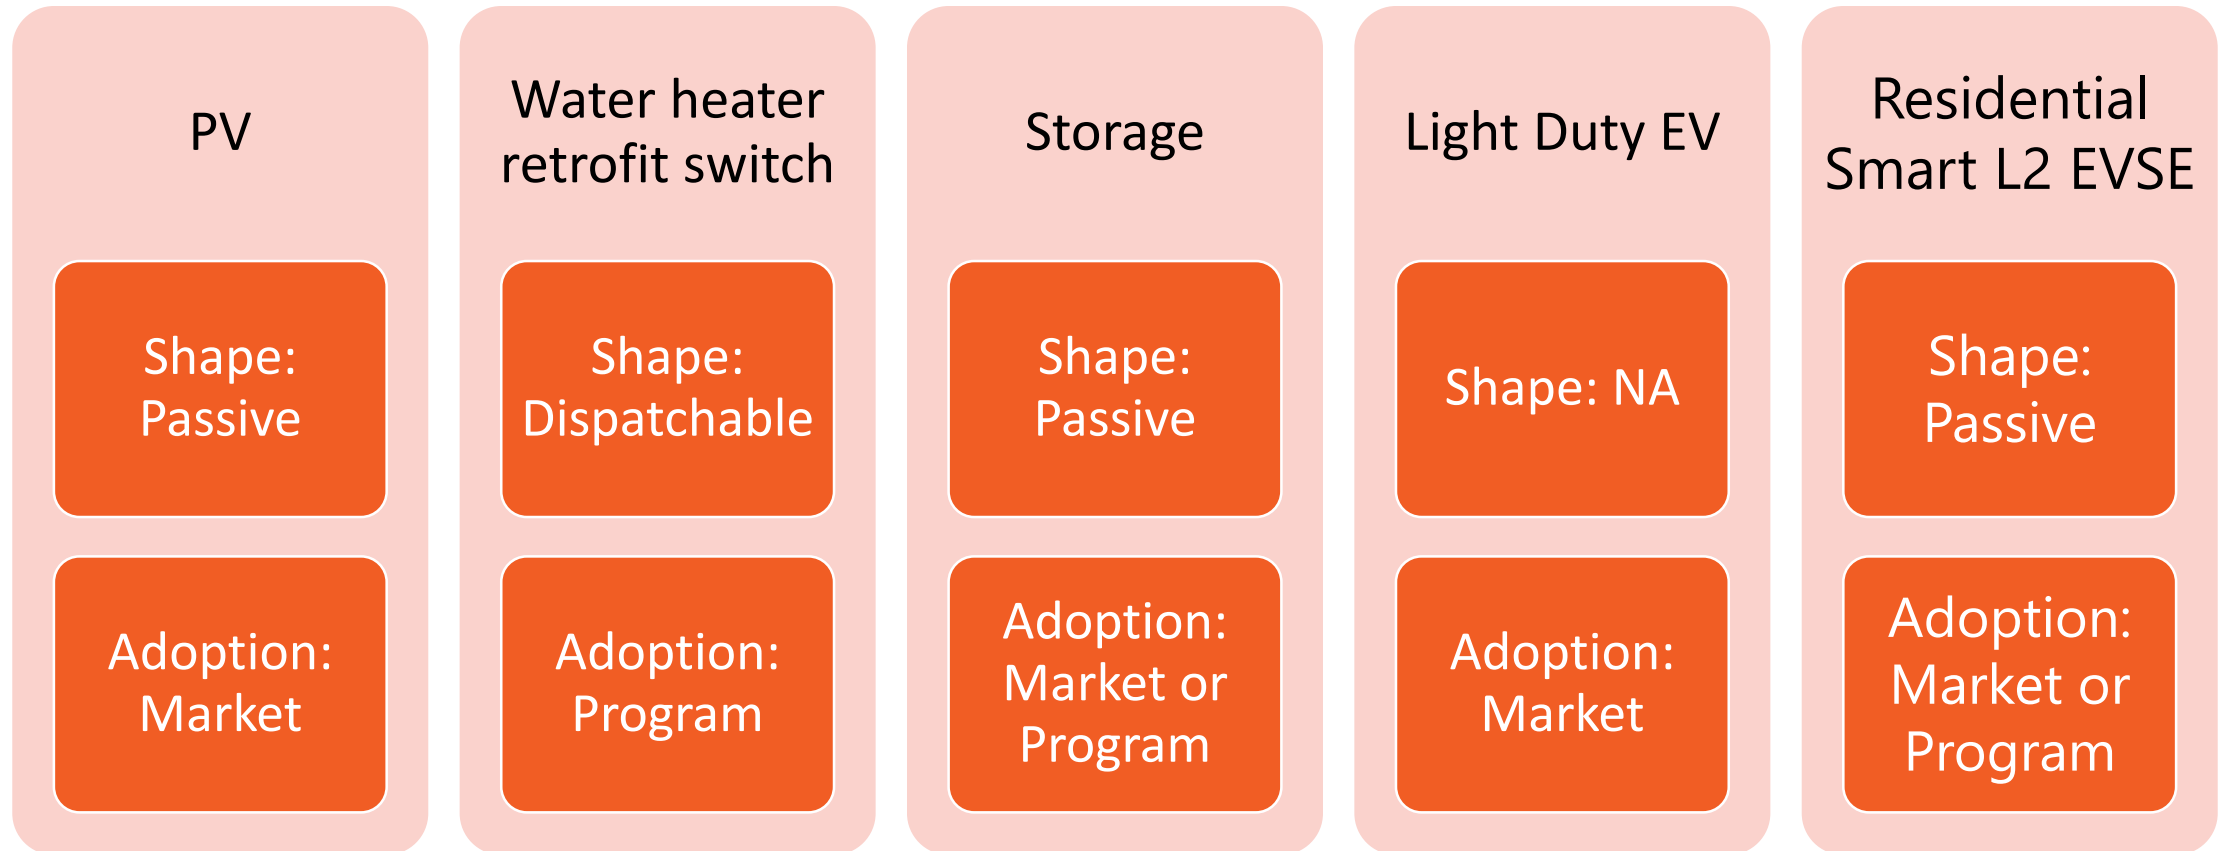 PV
Shape:
Passive
Adoption:
Market
Water heater
retrofit switch
Shape:
Dispatchable
Adoption:
Program
Storage
Shape:
Passive
Adoption:
Market or
Program
Light Duty EV
Shape: NA
Adoption:
Market
Residential
Smart L2 EVSE
Shape:
Passive
Adoption:
Market or
Program